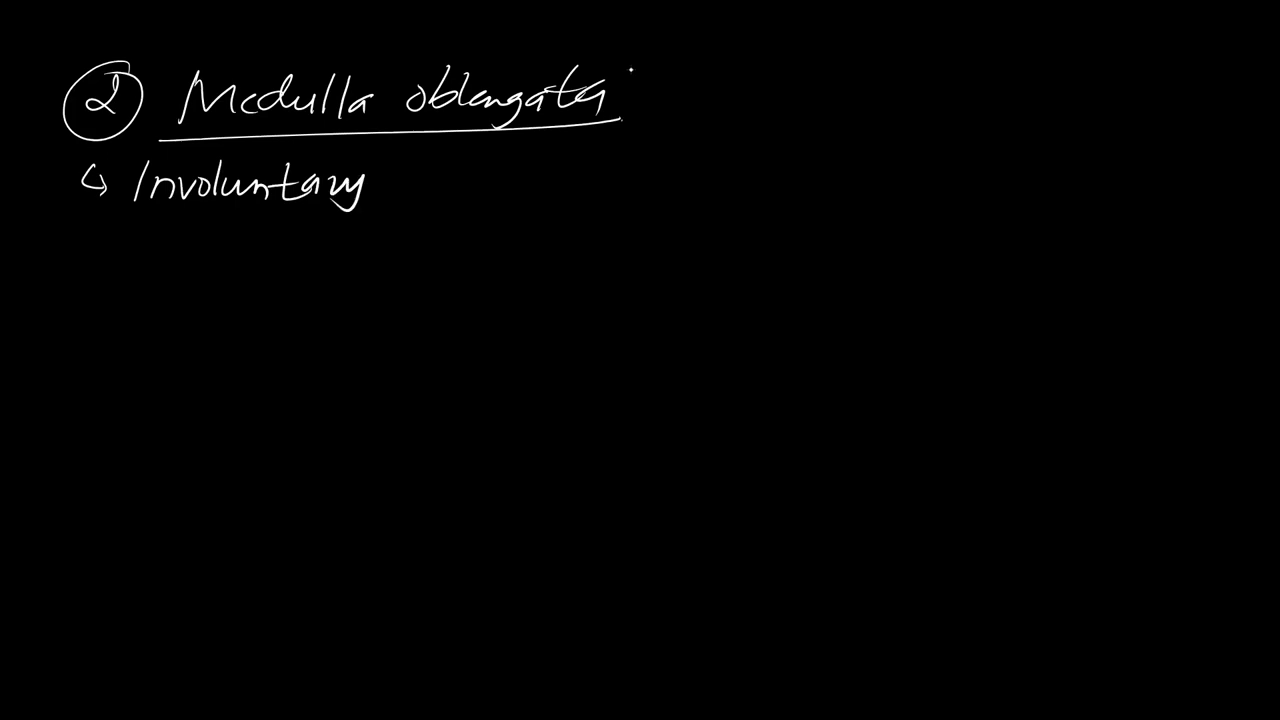 ② Medulla oblongata
↳ Involuntary